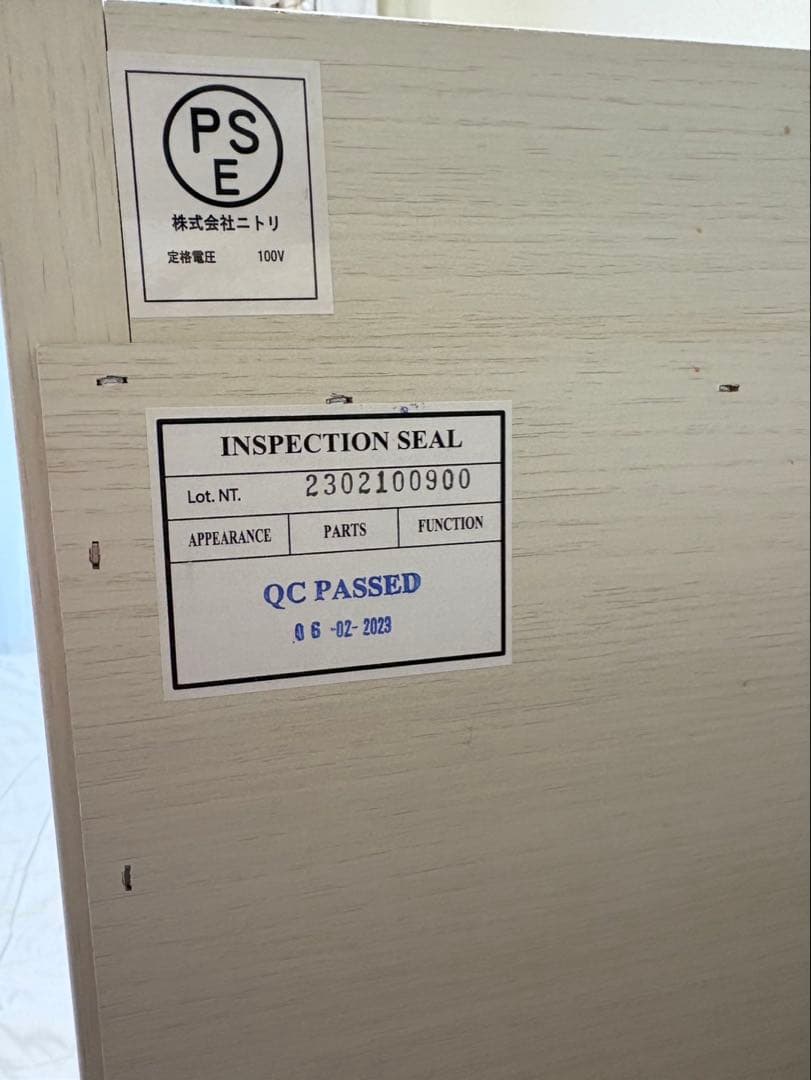 PS
E
株式会社ニトリ
定格電圧 100V
INSPECTION SEAL
Lot. NT. 2302100900
APPEARANCE PARTS FUNCTION
QC PASSED
06-02-2023